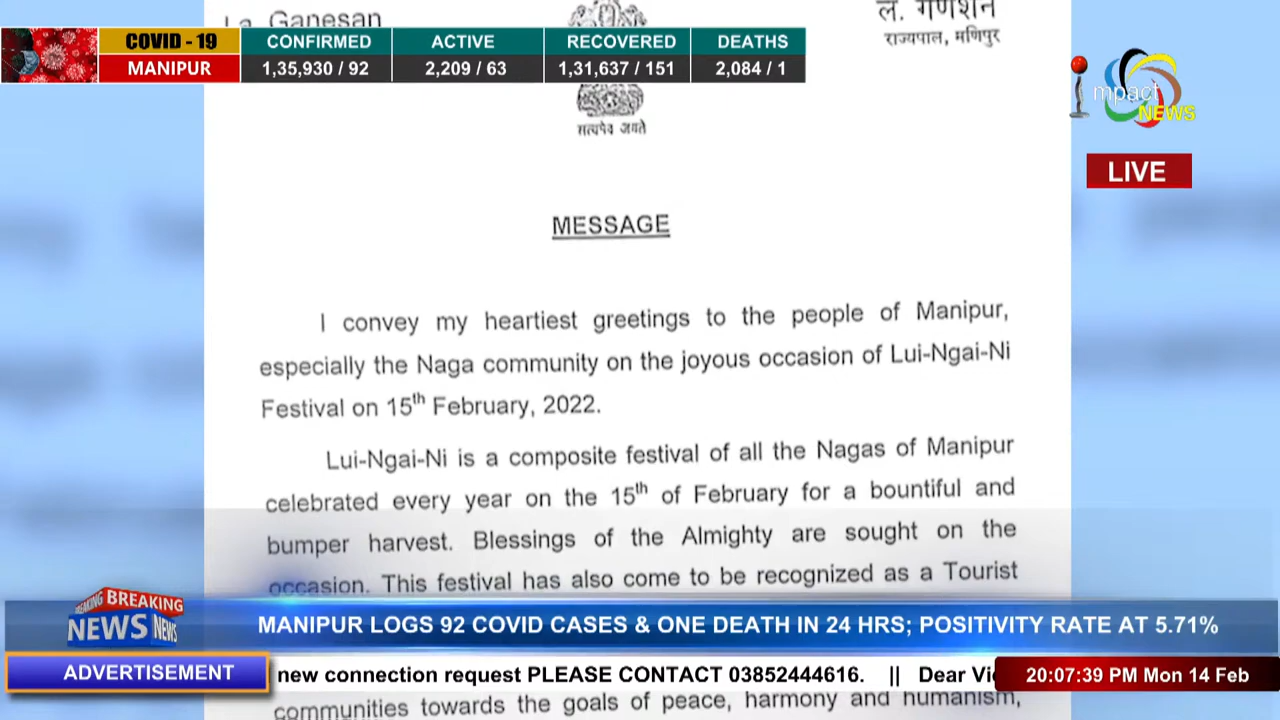 La. Ganesan
ल. गणेशन
राज्यपाल, मणिपुर
COVID - 19
MANIPUR
CONFIRMED
1,35,930 / 92
ACTIVE
2,209 / 63
RECOVERED
1,31,637 / 151
DEATHS
2,084 / 1
impact
NEWS
LIVE
सत्यमेव जयते
MESSAGE
I convey my heartiest greetings to the people of Manipur,
especially the Naga community on the joyous occasion of Lui-Ngai-Ni
Festival on 15th February, 2022.
Lui-Ngai-Ni is a composite festival of all the Nagas of Manipur
celebrated every year on the 15th of February for a bountiful and
bumper harvest. Blessings of the Almighty are sought on the
occasion. This festival has also come to be recognized as a Tourist
BREAKING BREAKING
NEWS NEWS
MANIPUR LOGS 92 COVID CASES & ONE DEATH IN 24 HRS; POSITIVITY RATE AT 5.71%
ADVERTISEMENT
new connection request PLEASE CONTACT 03852444616. || Dear Vie
20:07:39 PM Mon 14 Feb
communities towards the goals of peace, harmony and humanism,